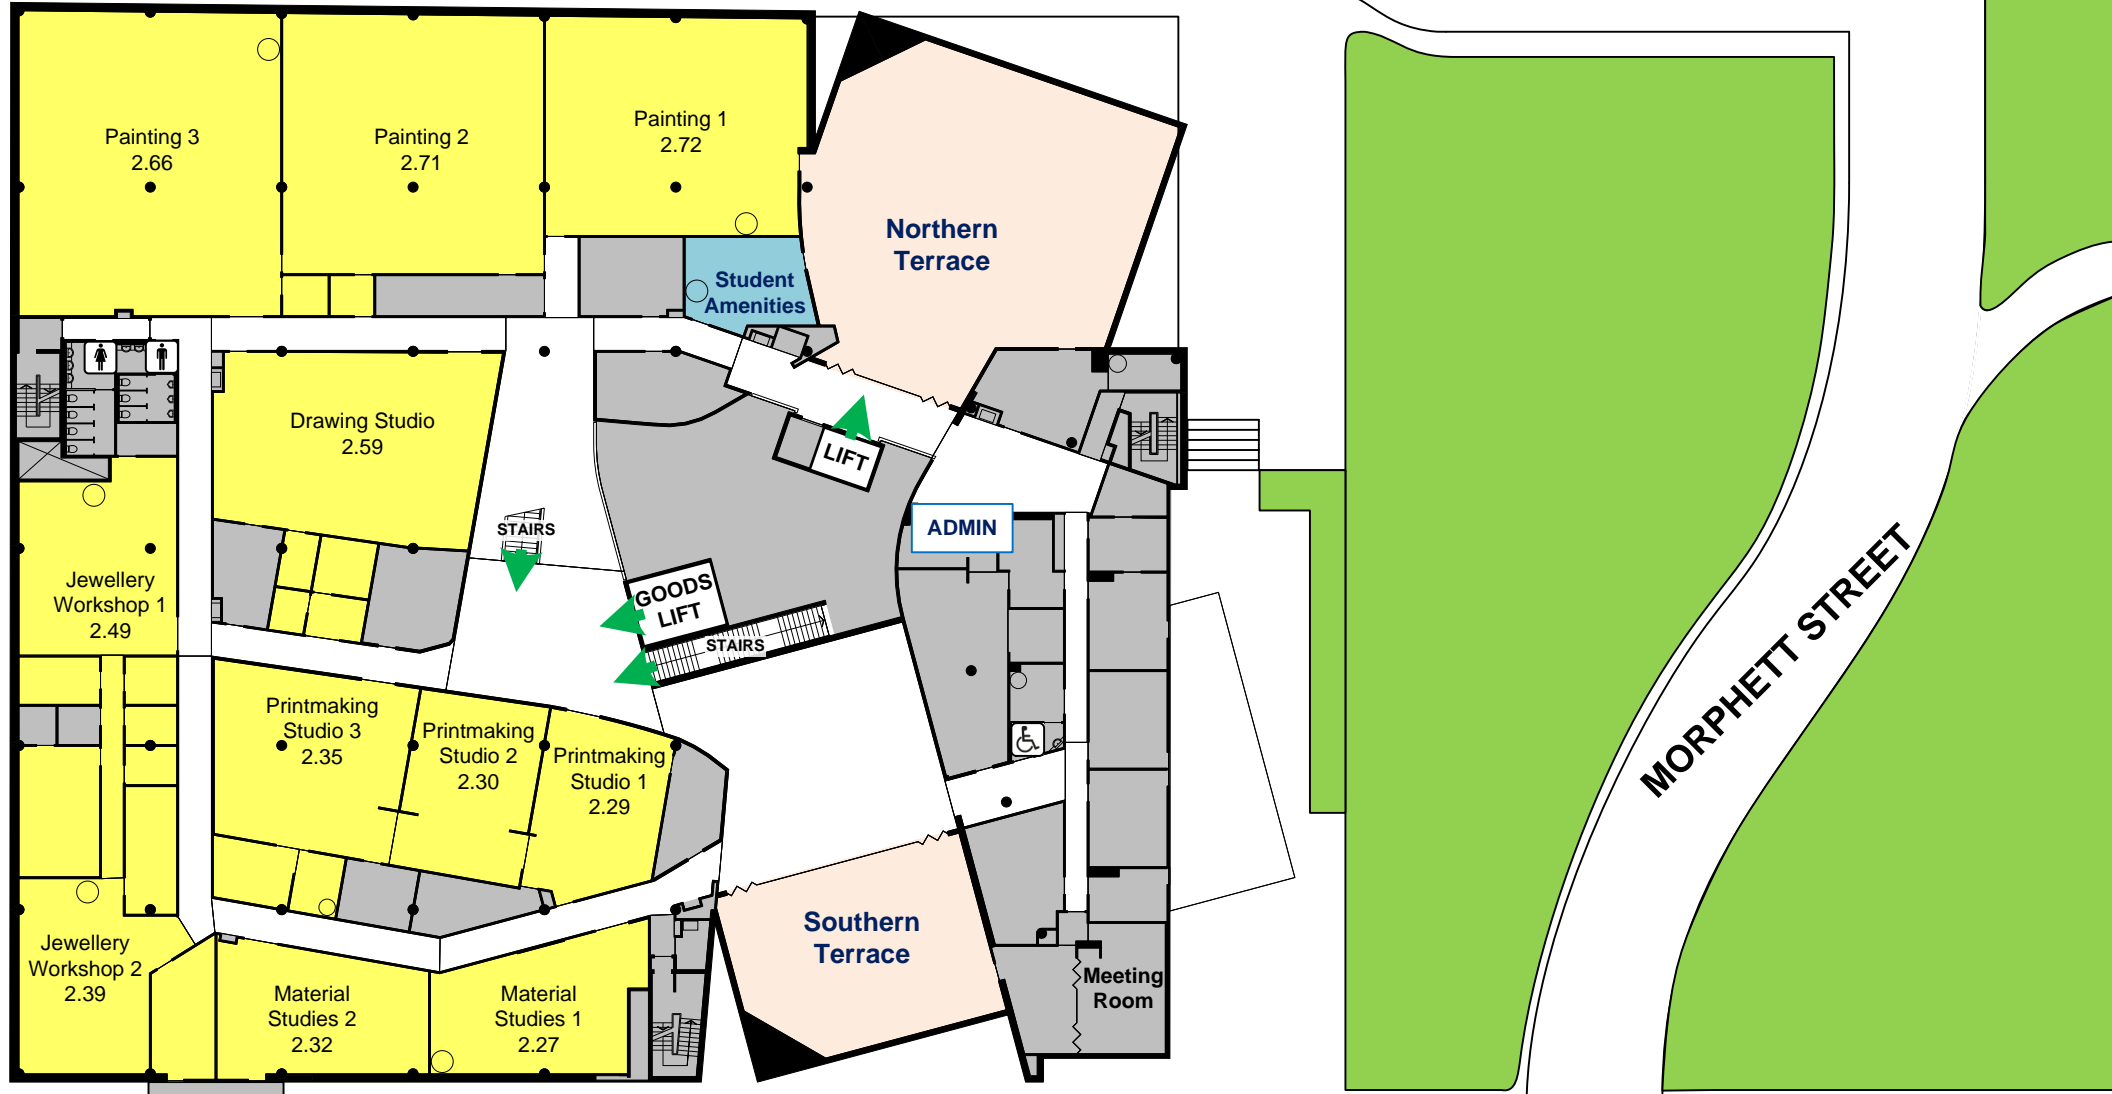 Painting 3
2.66
Painting 2
2.71
Painting 1
2.72
Northern
Terrace
Student
Amenities
Drawing Studio
2.59
LIFT
STAIRS
ADMIN
Jewellery
Workshop 1
2.49
GOODS
LIFT
STAIRS
MORPHETT STREET
Printmaking
Studio 3
2.35
Printmaking
Studio 2
2.30
Printmaking
Studio 1
2.29
Southern
Terrace
Jewellery
Workshop 2
2.39
Material
Studies 2
2.32
Material
Studies 1
2.27
Meeting
Room